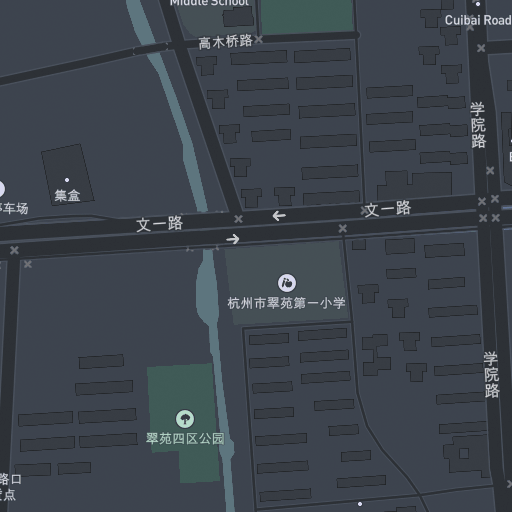 Middle School
Cuibai Road
高木桥路
学院路
集盒
停车场
文一路
文一路
杭州市翠苑第一小学
学院路
翠苑四区公园
路口
点